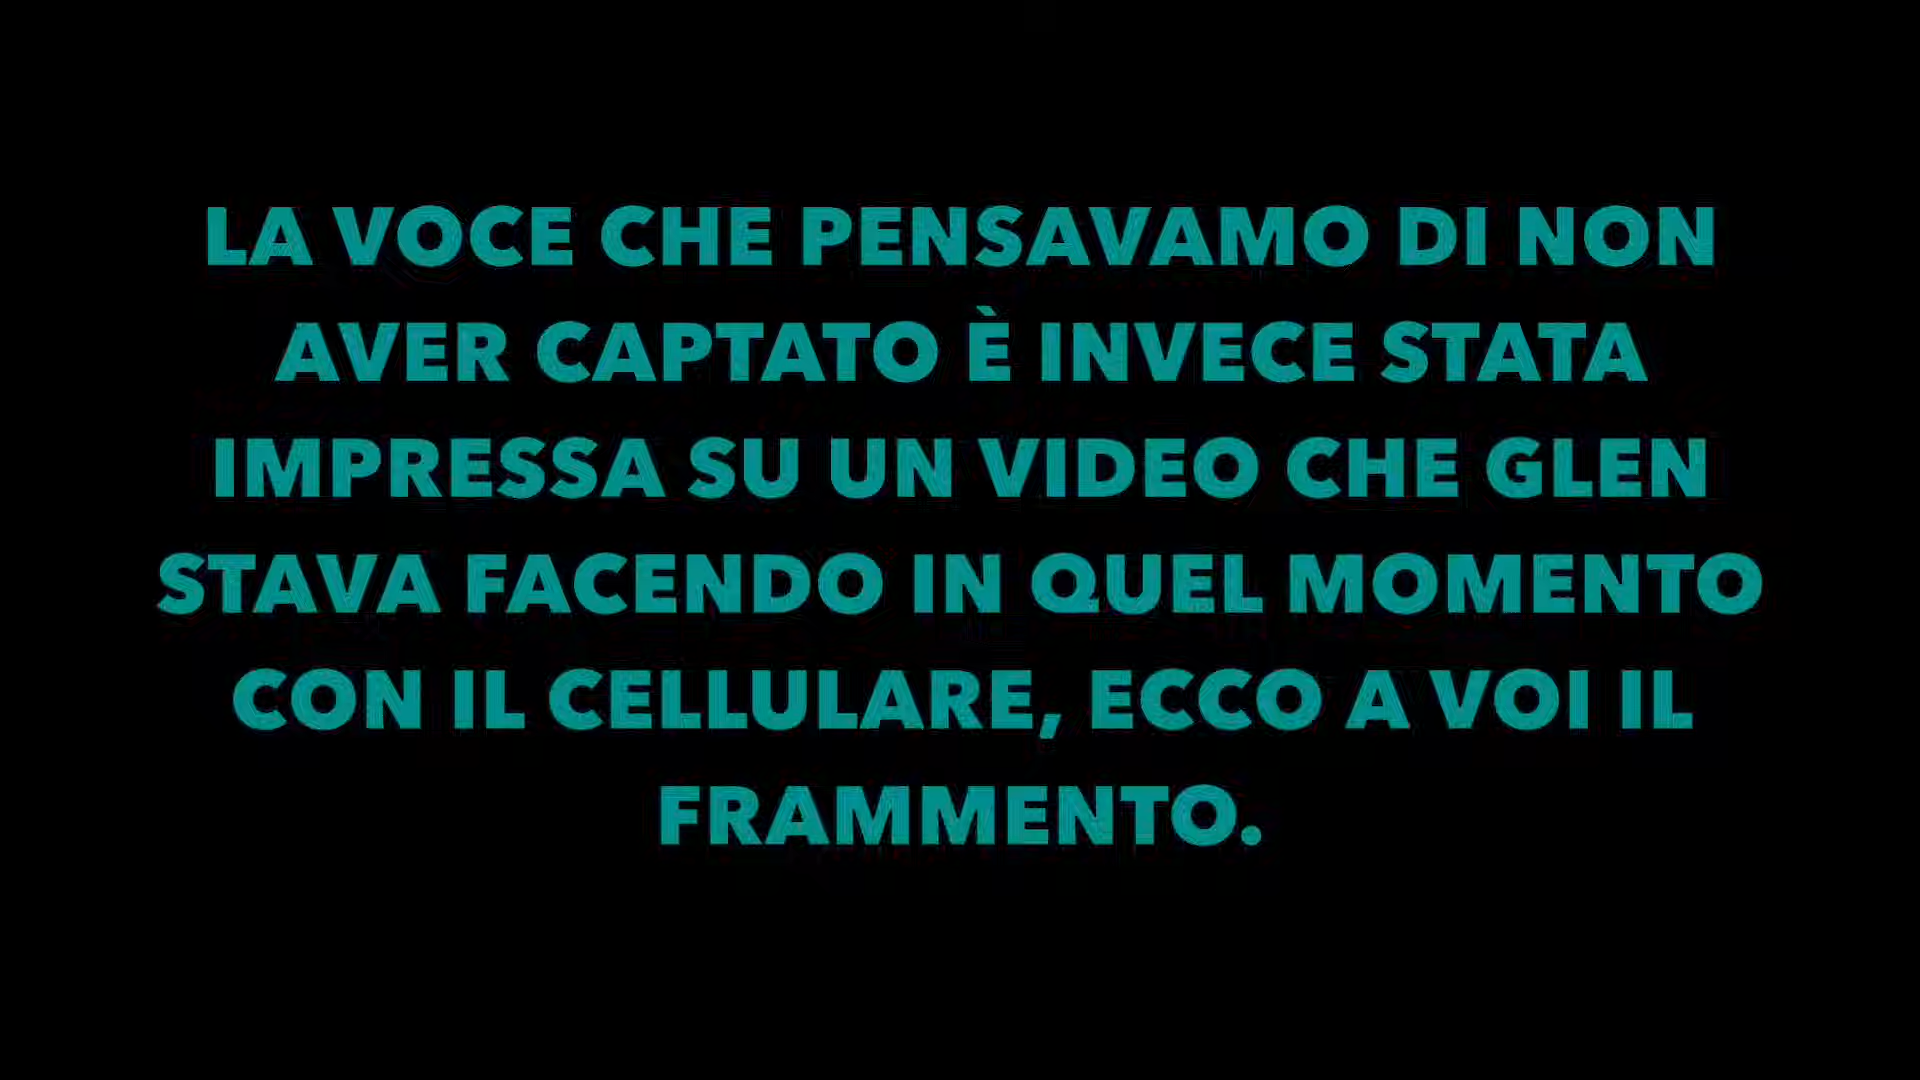 LA VOCE CHE PENSAVAMO DI NON
AVER CAPTATO È INVECE STATA
IMPRESSA SU UN VIDEO CHE GLEN
STAVA FACENDO IN QUEL MOMENTO
CON IL CELLULARE, ECCO A VOI IL
FRAMMENTO.